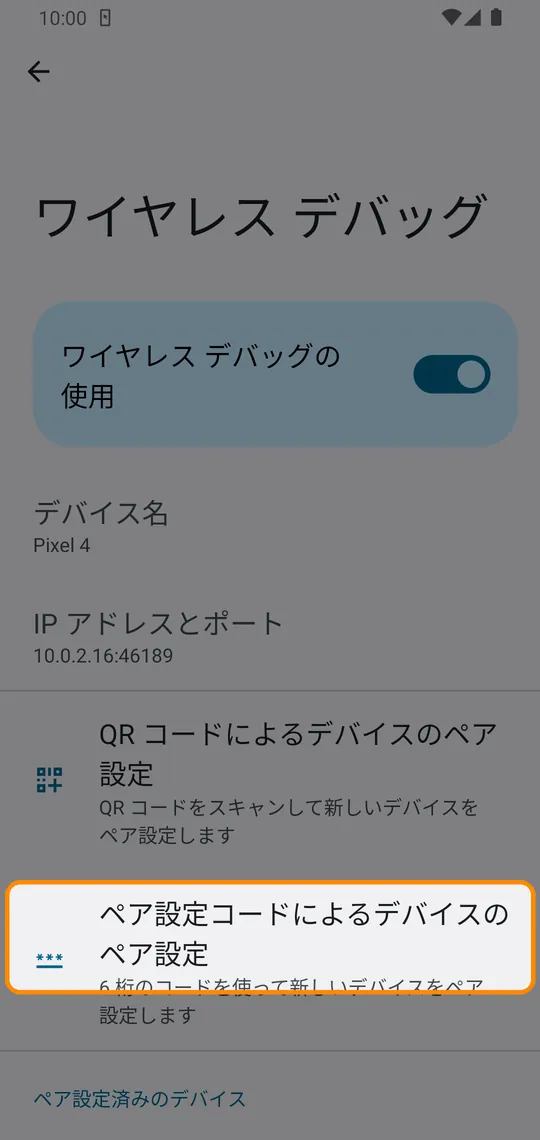 10:00
ワイヤレス デバッグ
ワイヤレス デバッグの
使用
デバイス名
Pixel 4
IP アドレスとポート
10.0.2.16:46189
QR コードによるデバイスのペア
設定
QR コードをスキャンして新しいデバイスを
ペア設定します
ペア設定コードによるデバイスの
ペア設定
6 桁のコードを使って新しいデバイスをペア
設定します
ペア設定済みのデバイス